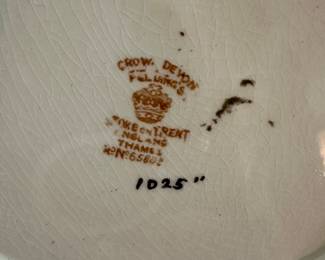 CROWN DEVON
FIELDINGS
STOKE ON TRENT
ENGLAND
THAMES
1025"